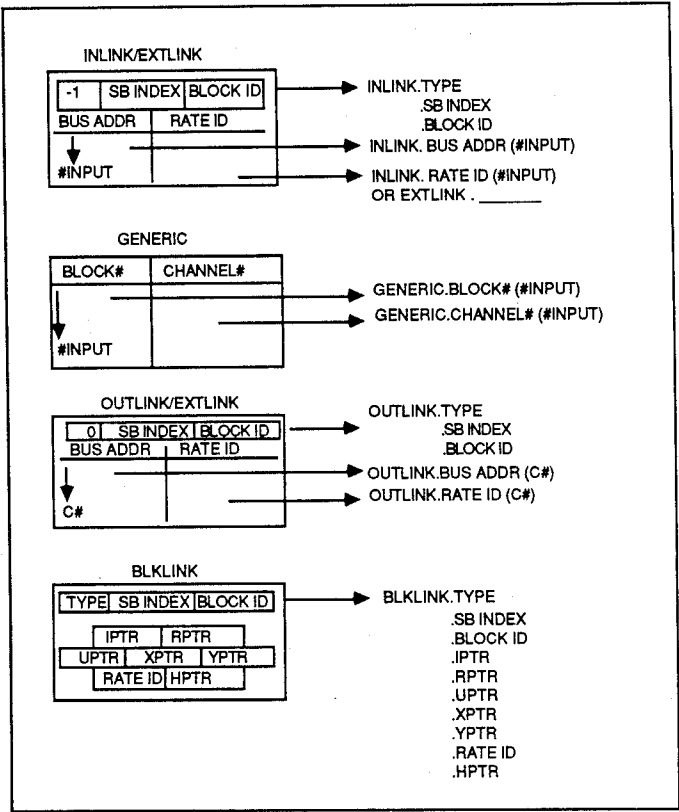 INLINK/EXTLINK
-1 SB INDEX BLOCK ID
BUS ADDR RATE ID
#INPUT
INLINK.TYPE
.SB INDEX
.BLOCK ID
INLINK. BUS ADDR (#INPUT)
INLINK. RATE ID (#INPUT)
OR EXTLINK . _______
GENERIC
BLOCK# CHANNEL#
#INPUT
GENERIC.BLOCK# (#INPUT)
GENERIC.CHANNEL# (#INPUT)
OUTLINK/EXTLINK
0 SB INDEX BLOCK ID
BUS ADDR RATE ID
C#
OUTLINK.TYPE
.SB INDEX
.BLOCK ID
OUTLINK.BUS ADDR (C#)
OUTLINK.RATE ID (C#)
BLKLINK
TYPE SB INDEX BLOCK ID
IPTR RPTR
UPTR XPTR YPTR
RATE ID HPTR
BLKLINK.TYPE
.SB INDEX
.BLOCK ID
.IPTR
.RPTR
.UPTR
.XPTR
.YPTR
.RATE ID
.HPTR